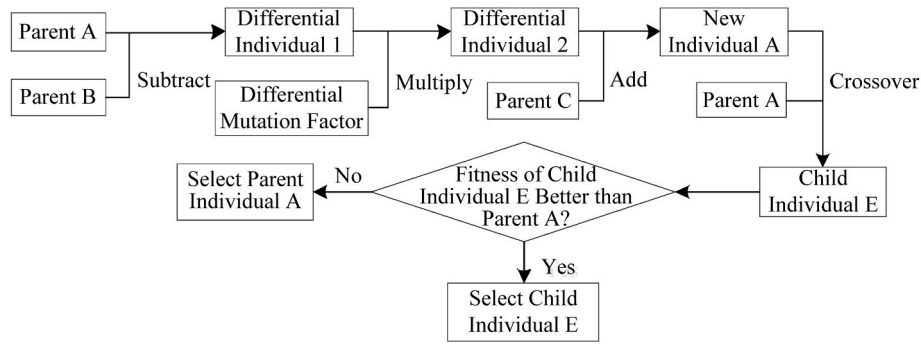 Parent A
Parent B
Subtract
Differential
Individual 1
Differential
Mutation Factor
Multiply
Differential
Individual 2
Parent C
Add
New
Individual A
Parent A
Crossover
Child
Individual E
Fitness of Child
Individual E Better than
Parent A?
No
Select Parent
Individual A
Yes
Select Child
Individual E